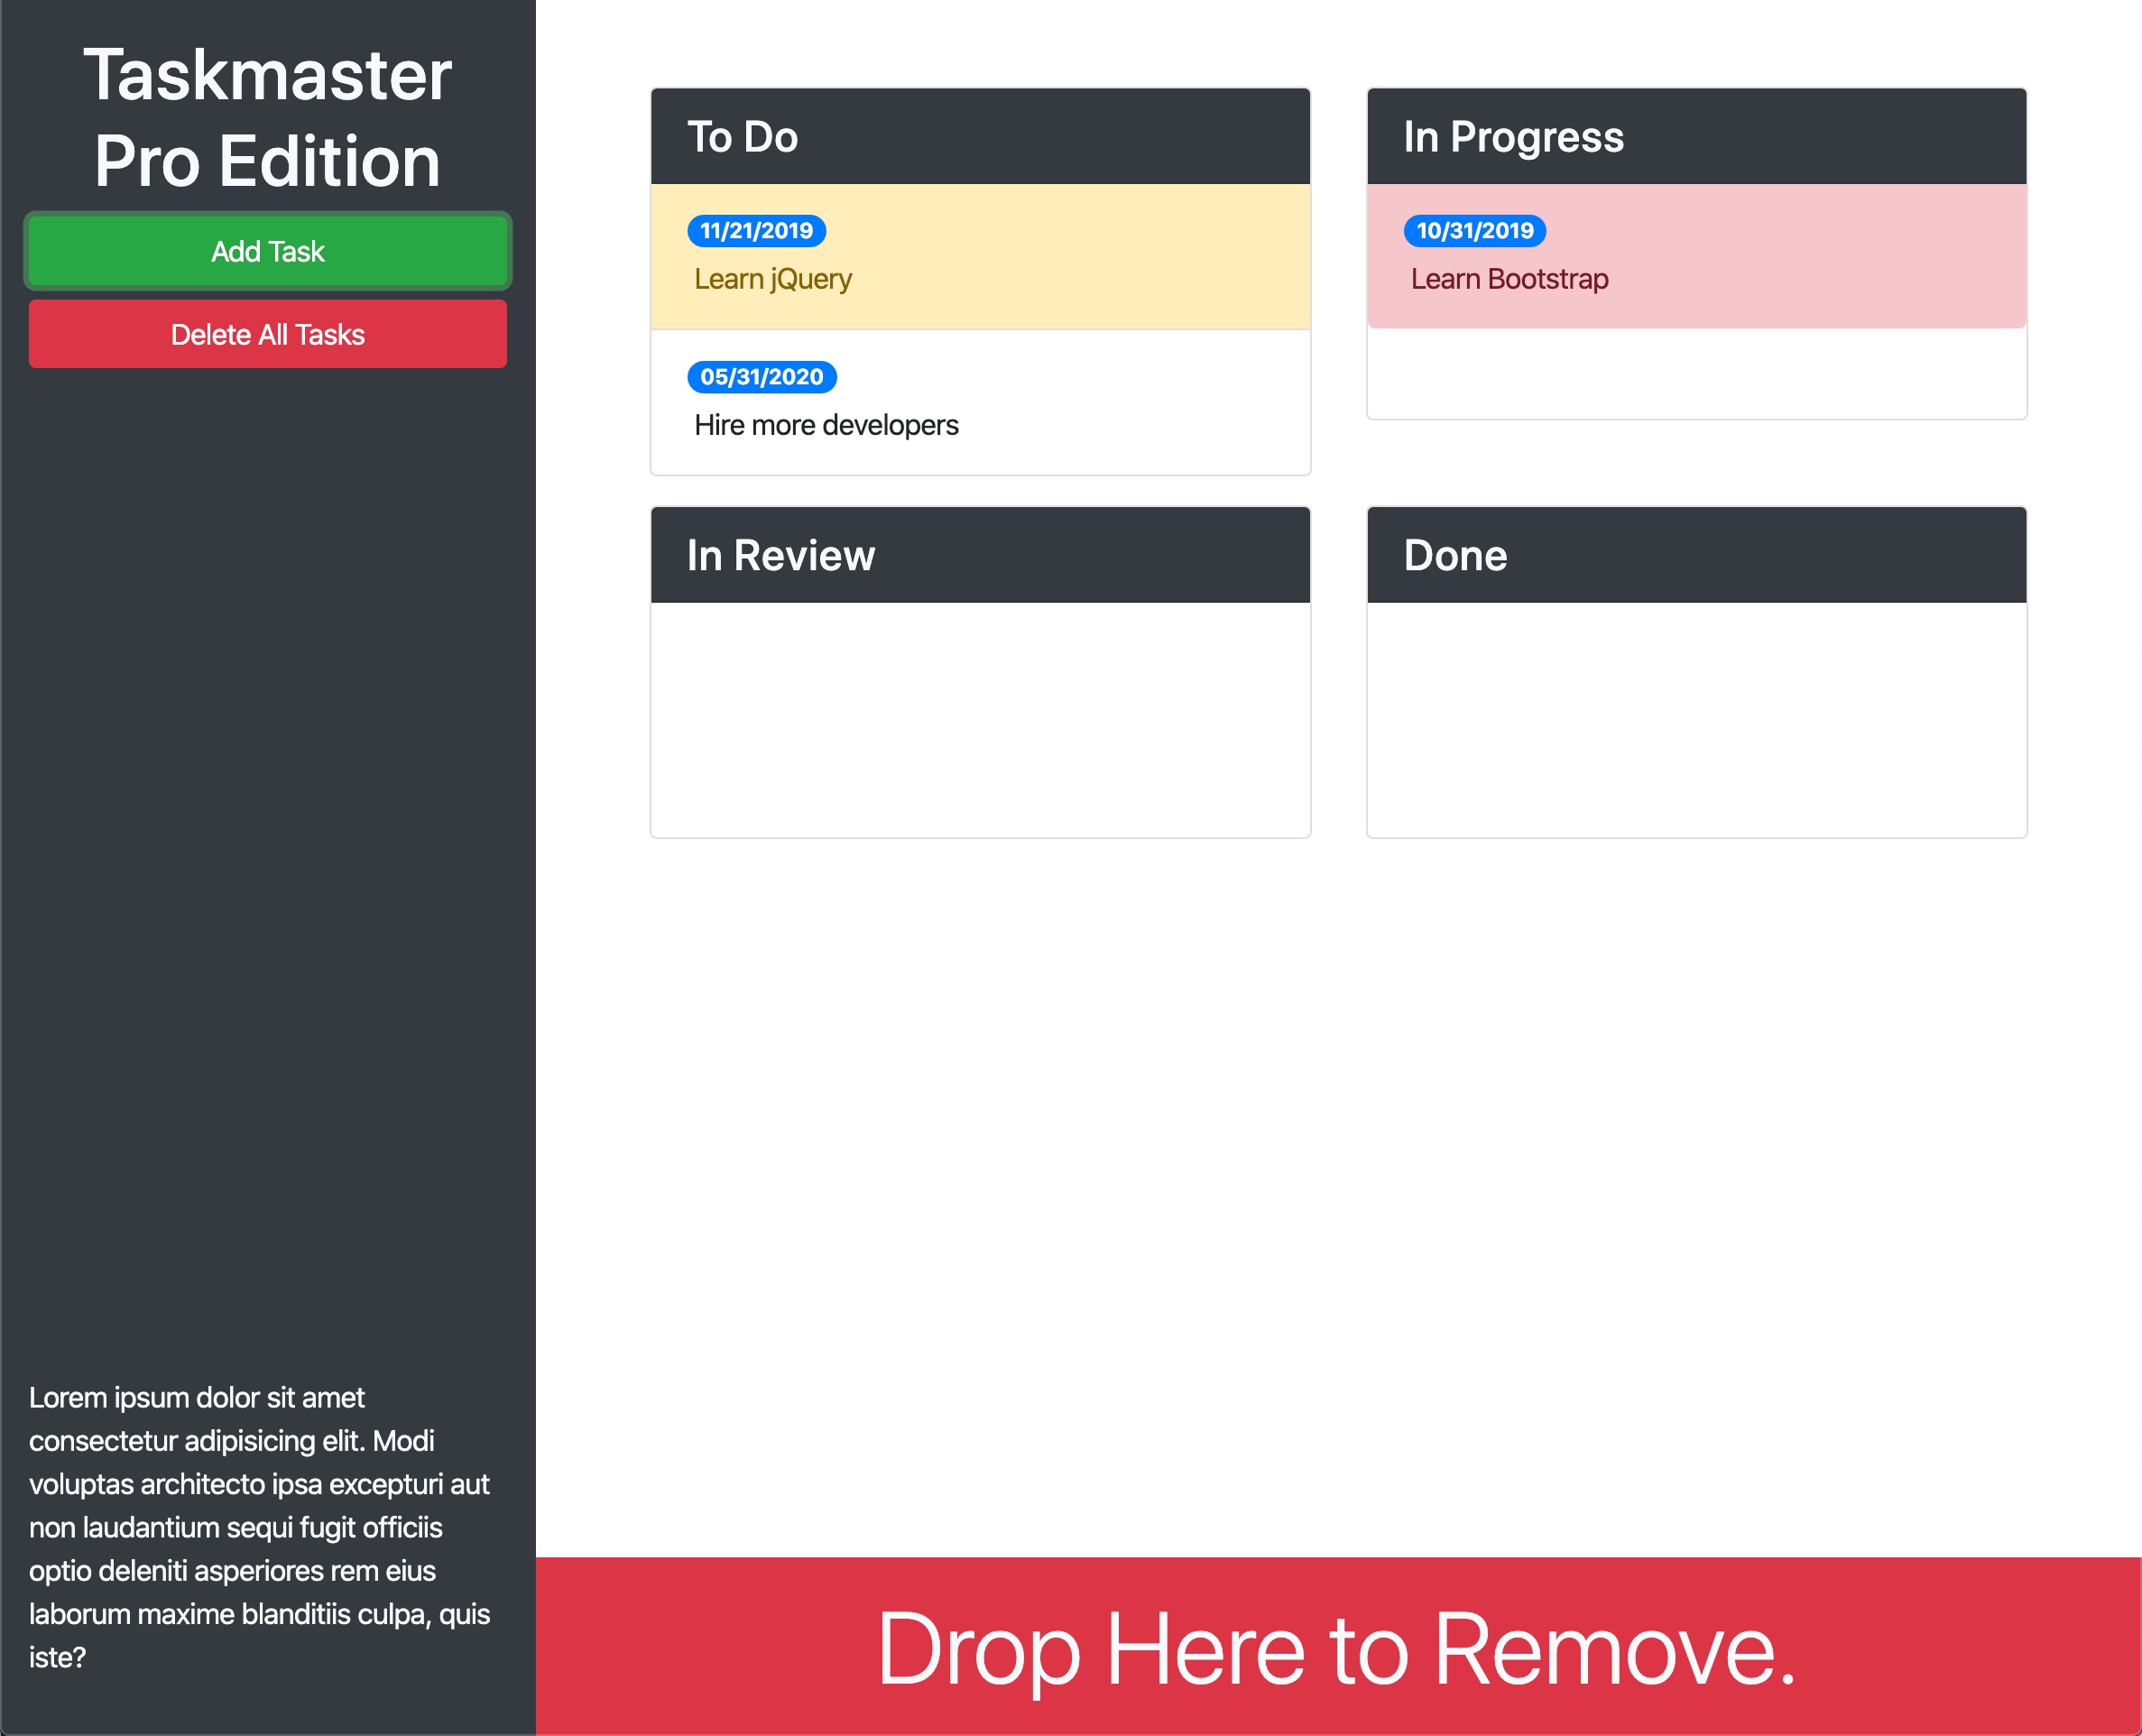 Taskmaster
Pro Edition
Add Task
Delete All Tasks
Lorem ipsum dolor sit amet
consectetur adipisicing elit. Modi
voluptas architecto ipsa excepturi aut
non laudantium sequi fugit officiis
optio deleniti asperiores rem eius
laborum maxime blanditiis culpa, quis
iste?
To Do
11/21/2019
Learn jQuery
05/31/2020
Hire more developers
In Progress
10/31/2019
Learn Bootstrap
In Review
Done
Drop Here to Remove.